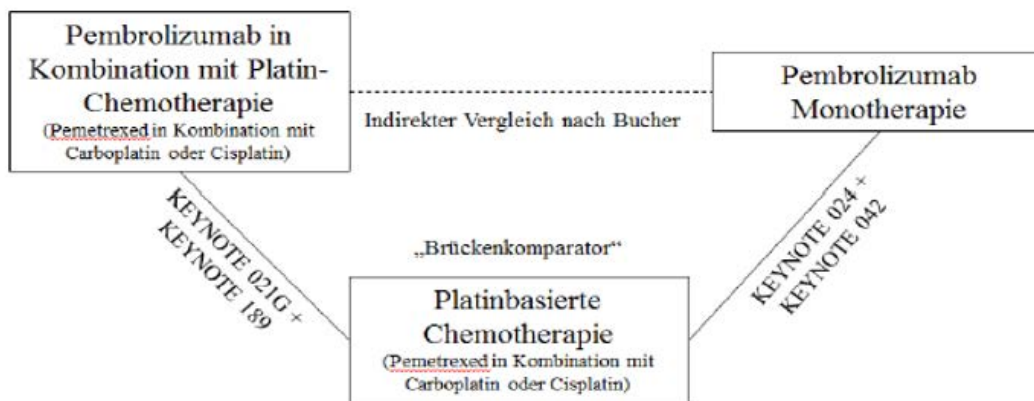 Pembrolizumab in
Kombination mit Platin-
Chemotherapie
(Pemetrexed in Kombination mit
Carboplatin oder Cisplatin)
Indirekter Vergleich nach Bucher
Pembrolizumab
Monotherapie
KEYNOTE 021G +
KEYNOTE 189
„Brückenkomparator“
KEYNOTE 024 +
KEYNOTE 042
Platinbasierte
Chemotherapie
(Pemetrexed in Kombination mit
Carboplatin oder Cisplatin)